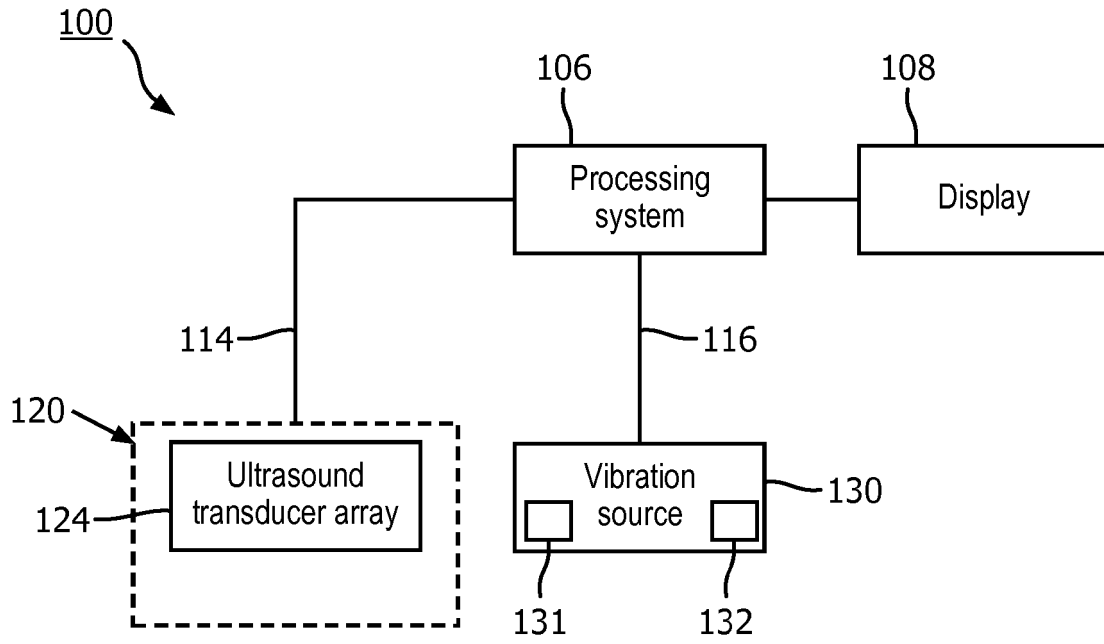 100
106
108
Processing
system
Display
114
116
120
Ultrasound
transducer array
124
Vibration
source
130
131
132